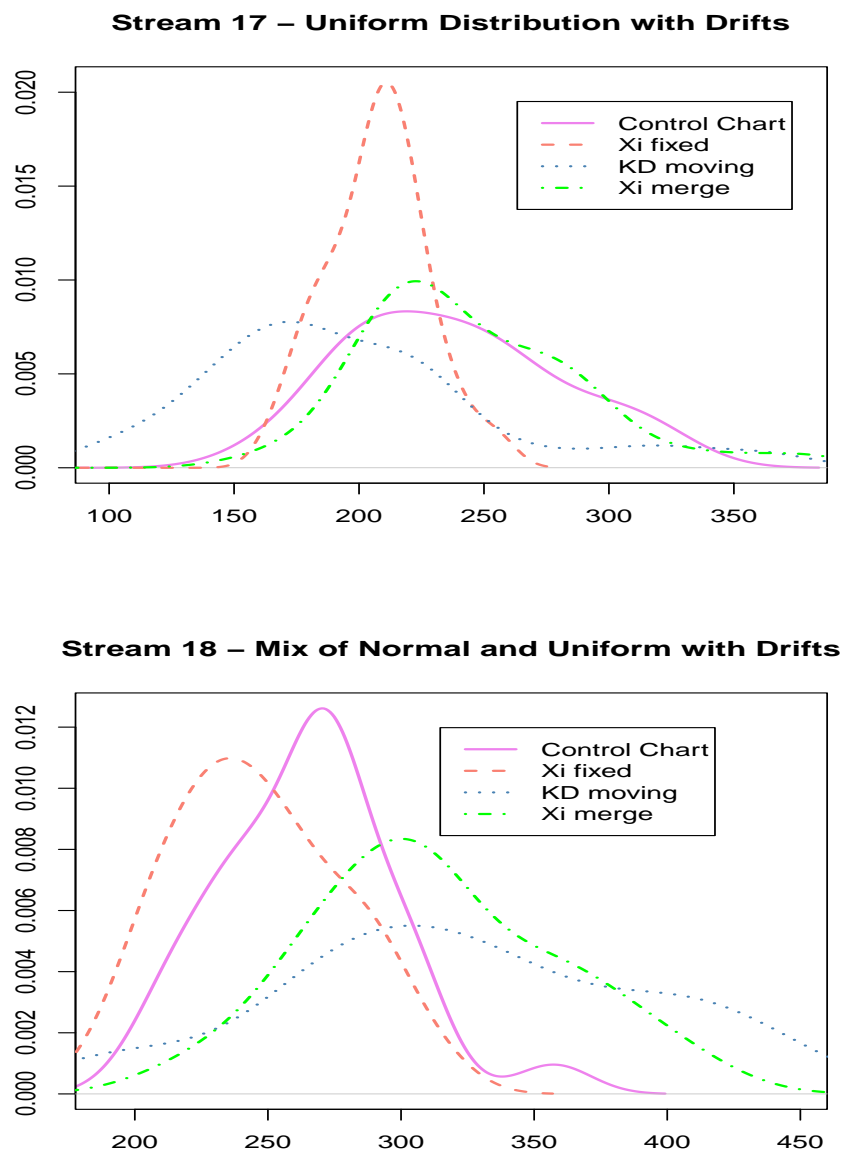 Stream 17 – Uniform Distribution with Drifts
0.020
0.015
0.010
0.005
0.000
Control Chart
Xi fixed
KD moving
Xi merge
100 150 200 250 300 350
Stream 18 – Mix of Normal and Uniform with Drifts
0.012
0.010
0.008
0.006
0.004
0.002
0.000
Control Chart
Xi fixed
KD moving
Xi merge
200 250 300 350 400 450